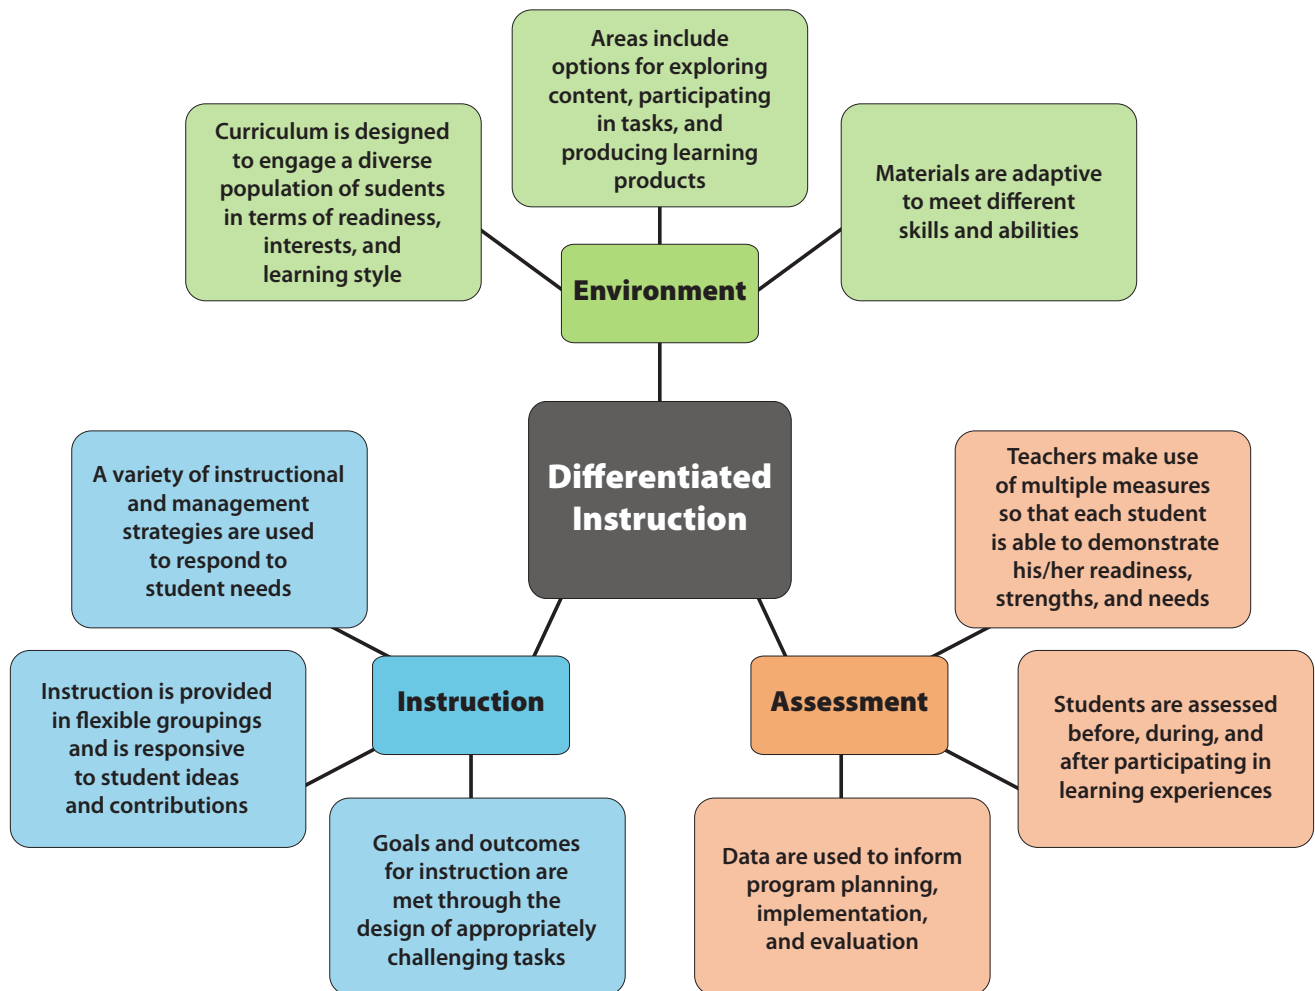 Areas include
options for exploring
content, participating
in tasks, and
producing learning
products
Curriculum is designed
to engage a diverse
population of sudents
in terms of readiness,
interests, and
learning style
Materials are adaptive
to meet different
skills and abilities
Environment
Differentiated
Instruction
A variety of instructional
and management
strategies are used
to respond to
student needs
Teachers make use
of multiple measures
so that each student
is able to demonstrate
his/her readiness,
strengths, and needs
Instruction is provided
in flexible groupings
and is responsive
to student ideas
and contributions
Instruction
Assessment
Students are assessed
before, during, and
after participating in
learning experiences
Goals and outcomes
for instruction are
met through the
design of appropriately
challenging tasks
Data are used to inform
program planning,
implementation,
and evaluation